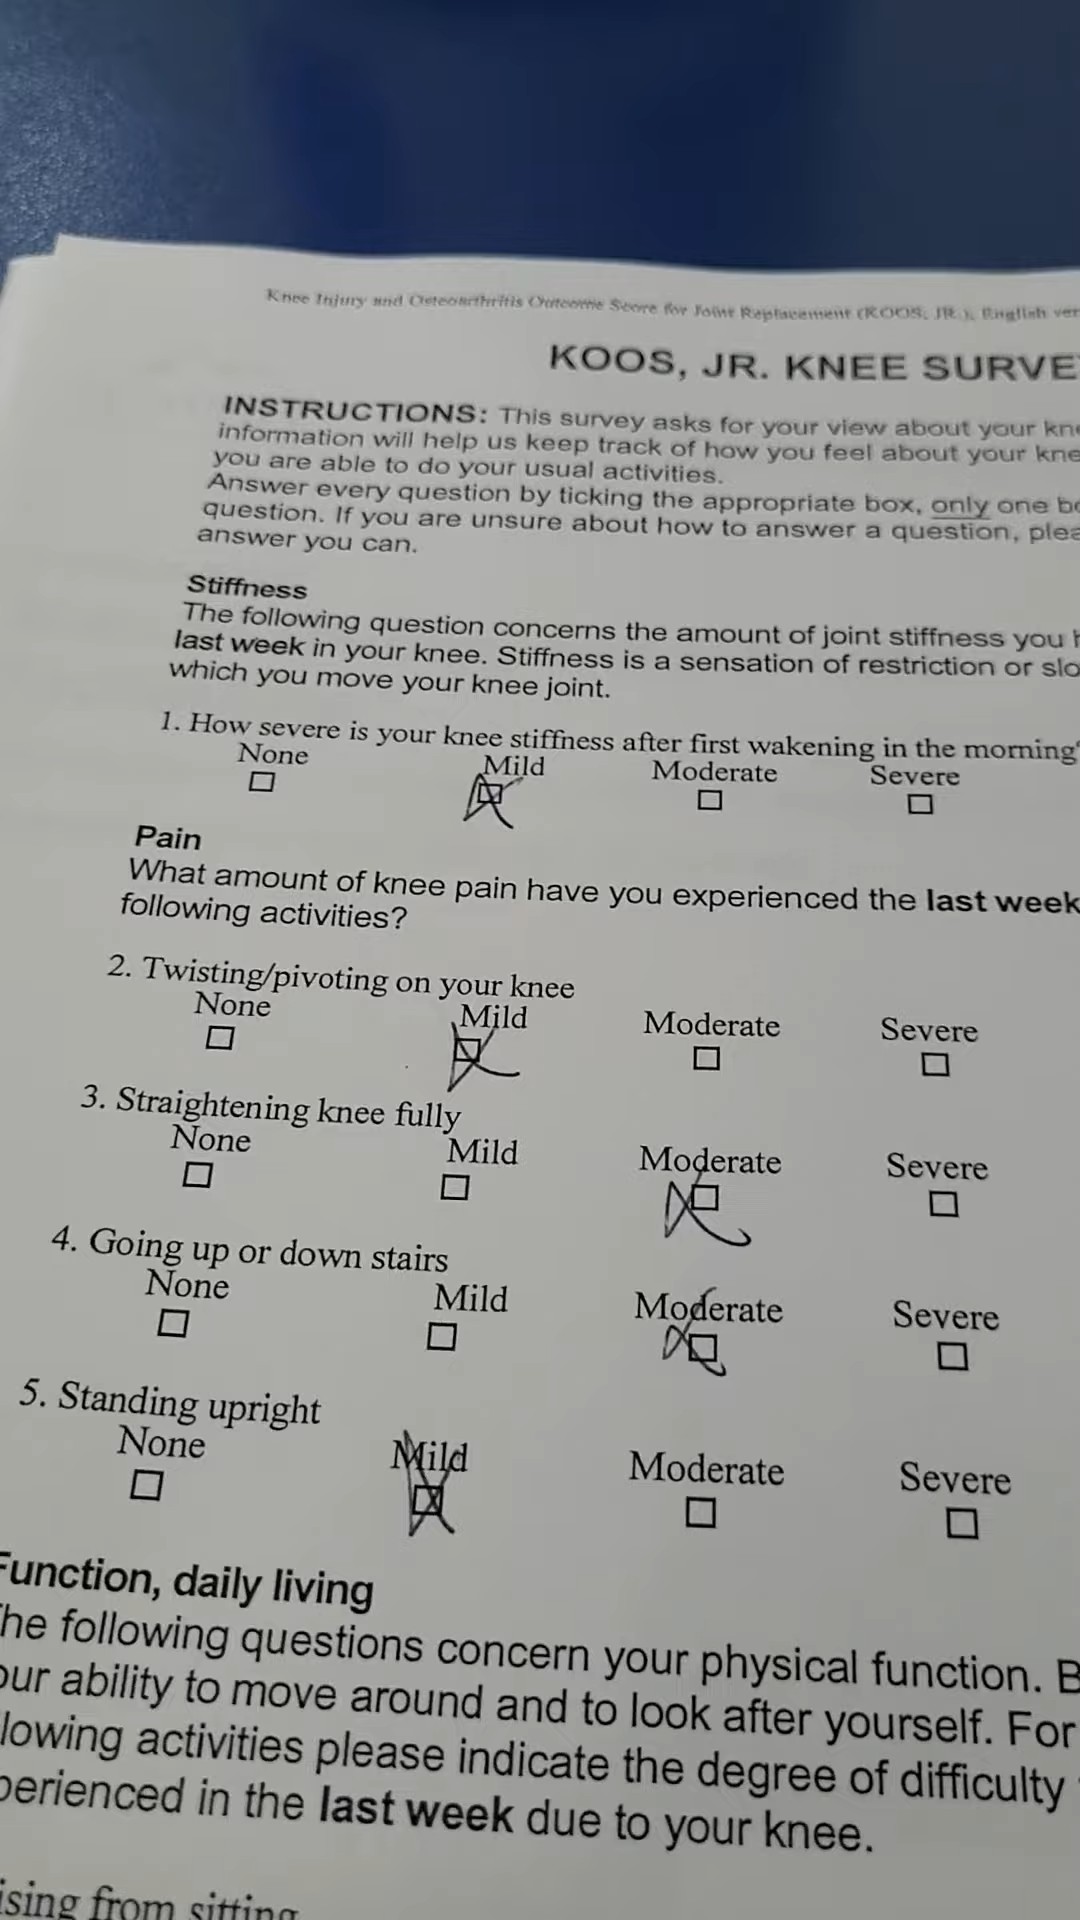 Knee Injury and Osteoarthritis Outcome Score for Joint Replacement (KOOS, JR.), English ver
KOOS, JR. KNEE SURVE
INSTRUCTIONS: This survey asks for your view about your kne
information will help us keep track of how you feel about your kne
you are able to do your usual activities.
Answer every question by ticking the appropriate box, only one bo
question. If you are unsure about how to answer a question, plea
answer you can.
Stiffness
The following question concerns the amount of joint stiffness you h
last week in your knee. Stiffness is a sensation of restriction or slo
which you move your knee joint.
1. How severe is your knee stiffness after first wakening in the morning?
None Mild Moderate Severe
Pain
What amount of knee pain have you experienced the last week
following activities?
2. Twisting/pivoting on your knee
None Mild Moderate Severe
3. Straightening knee fully
None Mild Moderate Severe
4. Going up or down stairs
None Mild Moderate Severe
5. Standing upright
None Mild Moderate Severe
Function, daily living
The following questions concern your physical function. B
our ability to move around and to look after yourself. For
lowing activities please indicate the degree of difficulty
perienced in the last week due to your knee.
ising from sitting